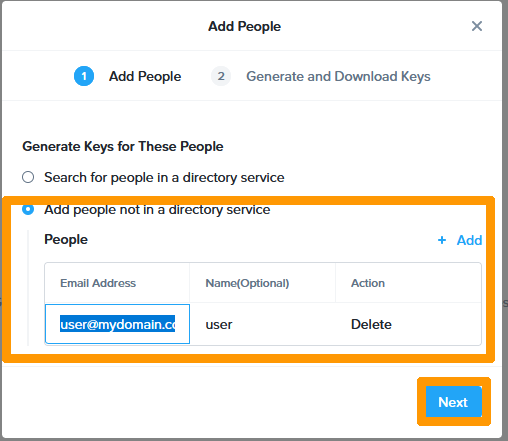 Add People
1 Add People 2 Generate and Download Keys
Generate Keys for These People
Search for people in a directory service
Add people not in a directory service
People
+ Add
Email Address Name(Optional) Action
user@mydomain.cc user Delete
Next